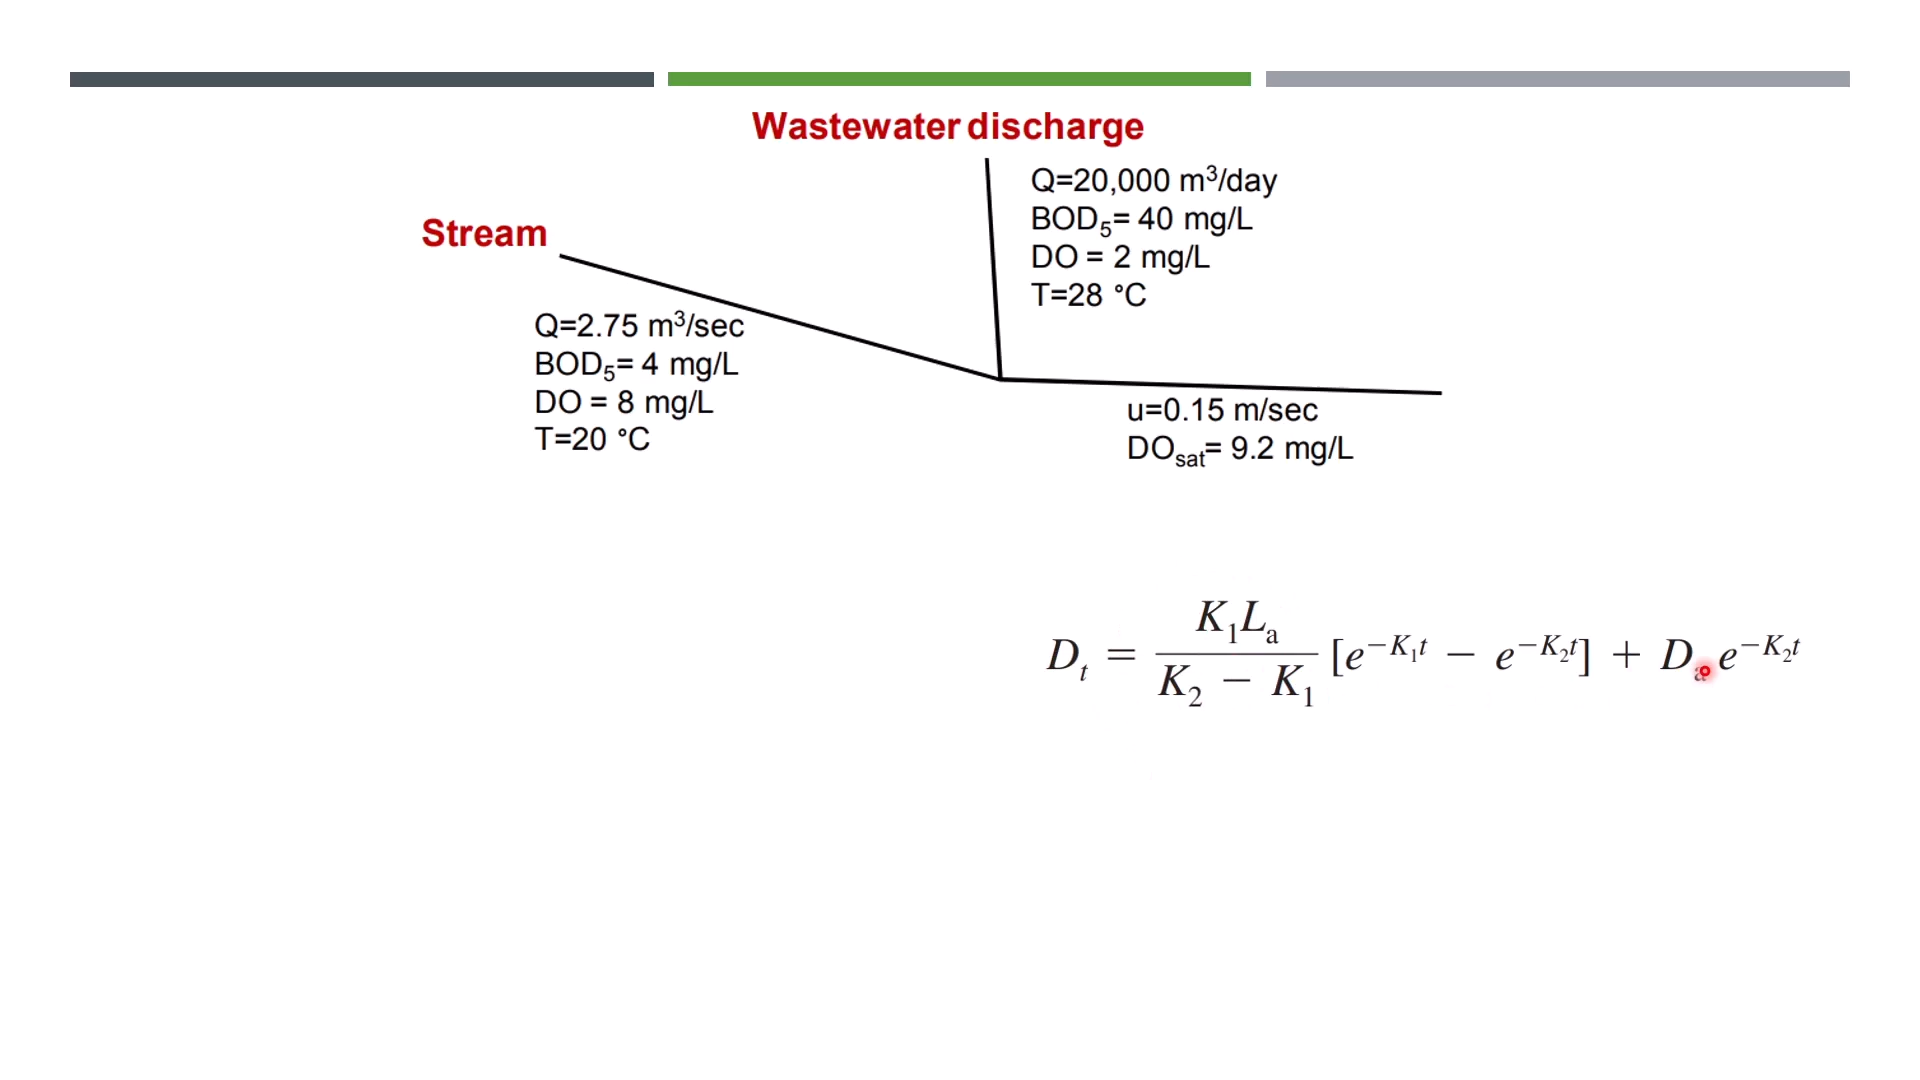 Wastewater discharge
Q=20,000 m³/day
BOD₅= 40 mg/L
DO = 2 mg/L
T=28 °C
Stream
Q=2.75 m³/sec
BOD₅= 4 mg/L
DO = 8 mg/L
T=20 °C
u=0.15 m/sec
DOsat= 9.2 mg/L
Dₜ = K₁Lₐ / K₂ − K₁ [e^−K₁t − e^−K₂t] + Dₐe^−K₂t